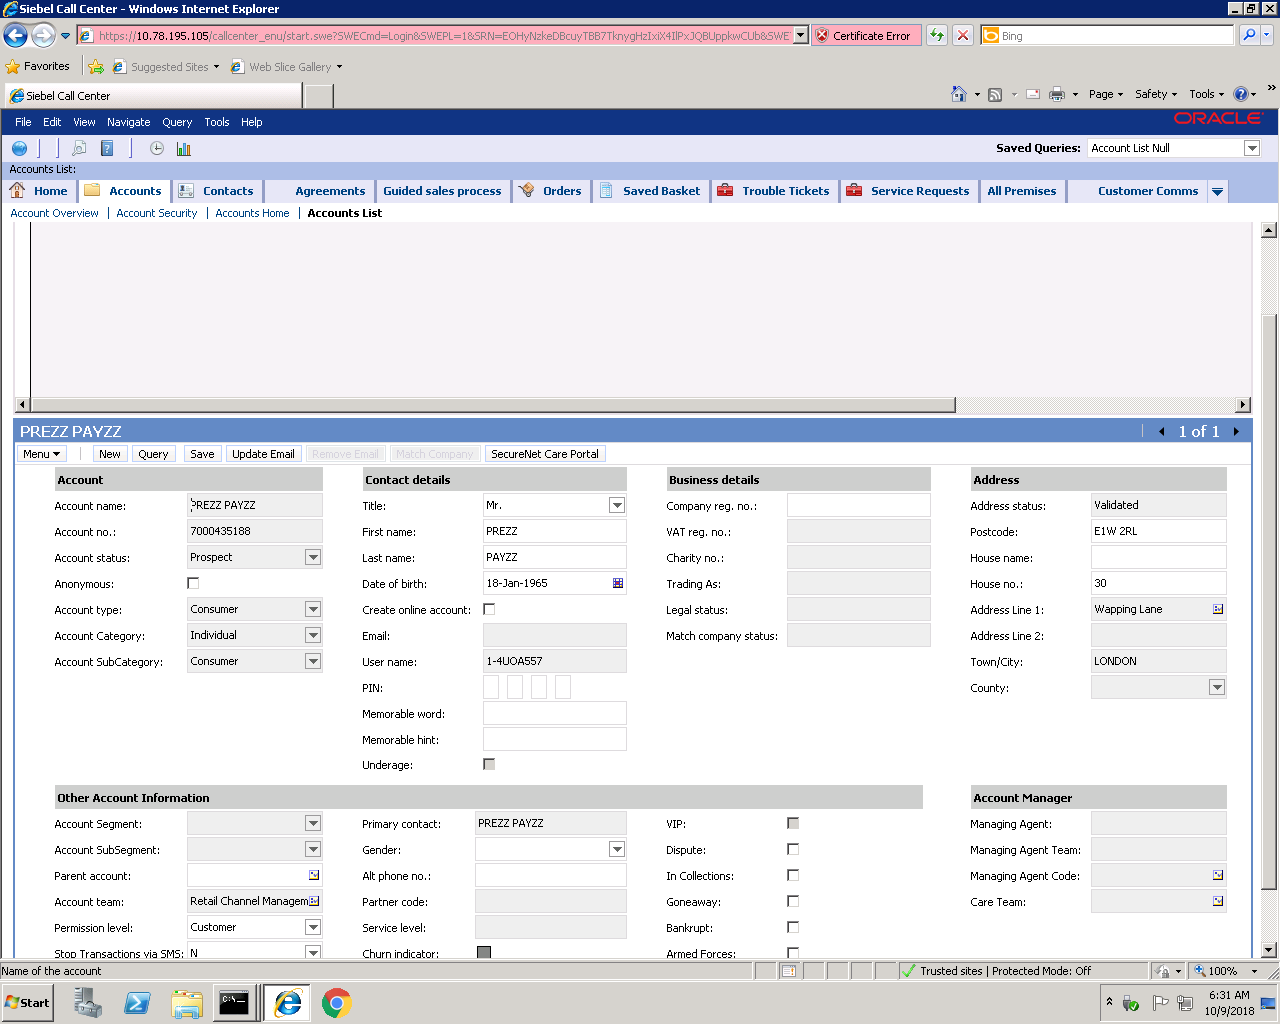 Siebel Call Center - Windows Internet Explorer
https://10.78.195.105/callcenter_enu/start.swe?SWECmd=Login&SWEPL=1&SRN= Certificate Error Bing
Favorites Suggested Sites Web Slice Gallery
Siebel Call Center Page Safety Tools »
File Edit View Navigate Query Tools Help ORACLE
Saved Queries: Account List Null
Accounts List:
Home Accounts Contacts Agreements Guided sales process Orders Saved Basket Trouble Tickets Service Requests All Premises Customer Comms
Account Overview | Account Security | Accounts Home | Accounts List
PREZZ PAYZZ 1 of 1
Menu New Query Save Update Email Remove Email Match Company SecureNet Care Portal
Account Contact details Business details Address
Account name: PREZZ PAYZZ Title: Mr. Company reg. no.: Address status: Validated
Account no.: 7000435188 First name: PREZZ VAT reg. no.: Postcode: E1W 2RL
Account status: Prospect Last name: PAYZZ Charity no.: House name:
Anonymous: Date of birth: 18-Jan-1965 Trading As: House no.: 30
Account type: Consumer Create online account: Legal status: Address Line 1: Wapping Lane
Account Category: Individual Email: Match company status: Address Line 2:
Account SubCategory: Consumer User name: 1-4UOA557 Town/City: LONDON
PIN: County:
Memorable word:
Memorable hint:
Underage:
Other Account Information Account Manager
Account Segment: Primary contact: PREZZ PAYZZ VIP: Managing Agent:
Account SubSegment: Gender: Dispute: Managing Agent Team:
Parent account: Alt phone no.: In Collections: Managing Agent Code:
Account team: Retail Channel Managem Partner code: Goneaway: Care Team:
Permission level: Customer Service level: Bankrupt:
Stop Transactions via SMS: N Churn indicator: Armed Forces:
Name of the account Trusted sites | Protected Mode: Off 100%
Start 6:31 AM
10/9/2018